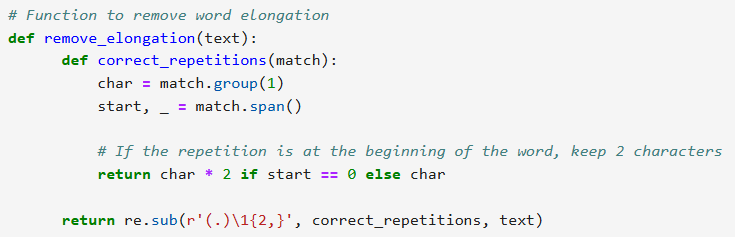 # Function to remove word elongation
def remove_elongation(text):
      def correct_repetitions(match):
          char = match.group(1)
          start, _ = match.span()

          # If the repetition is at the beginning of the word, keep 2 characters
          return char * 2 if start == 0 else char

      return re.sub(r'(.)\1{2,}', correct_repetitions, text)